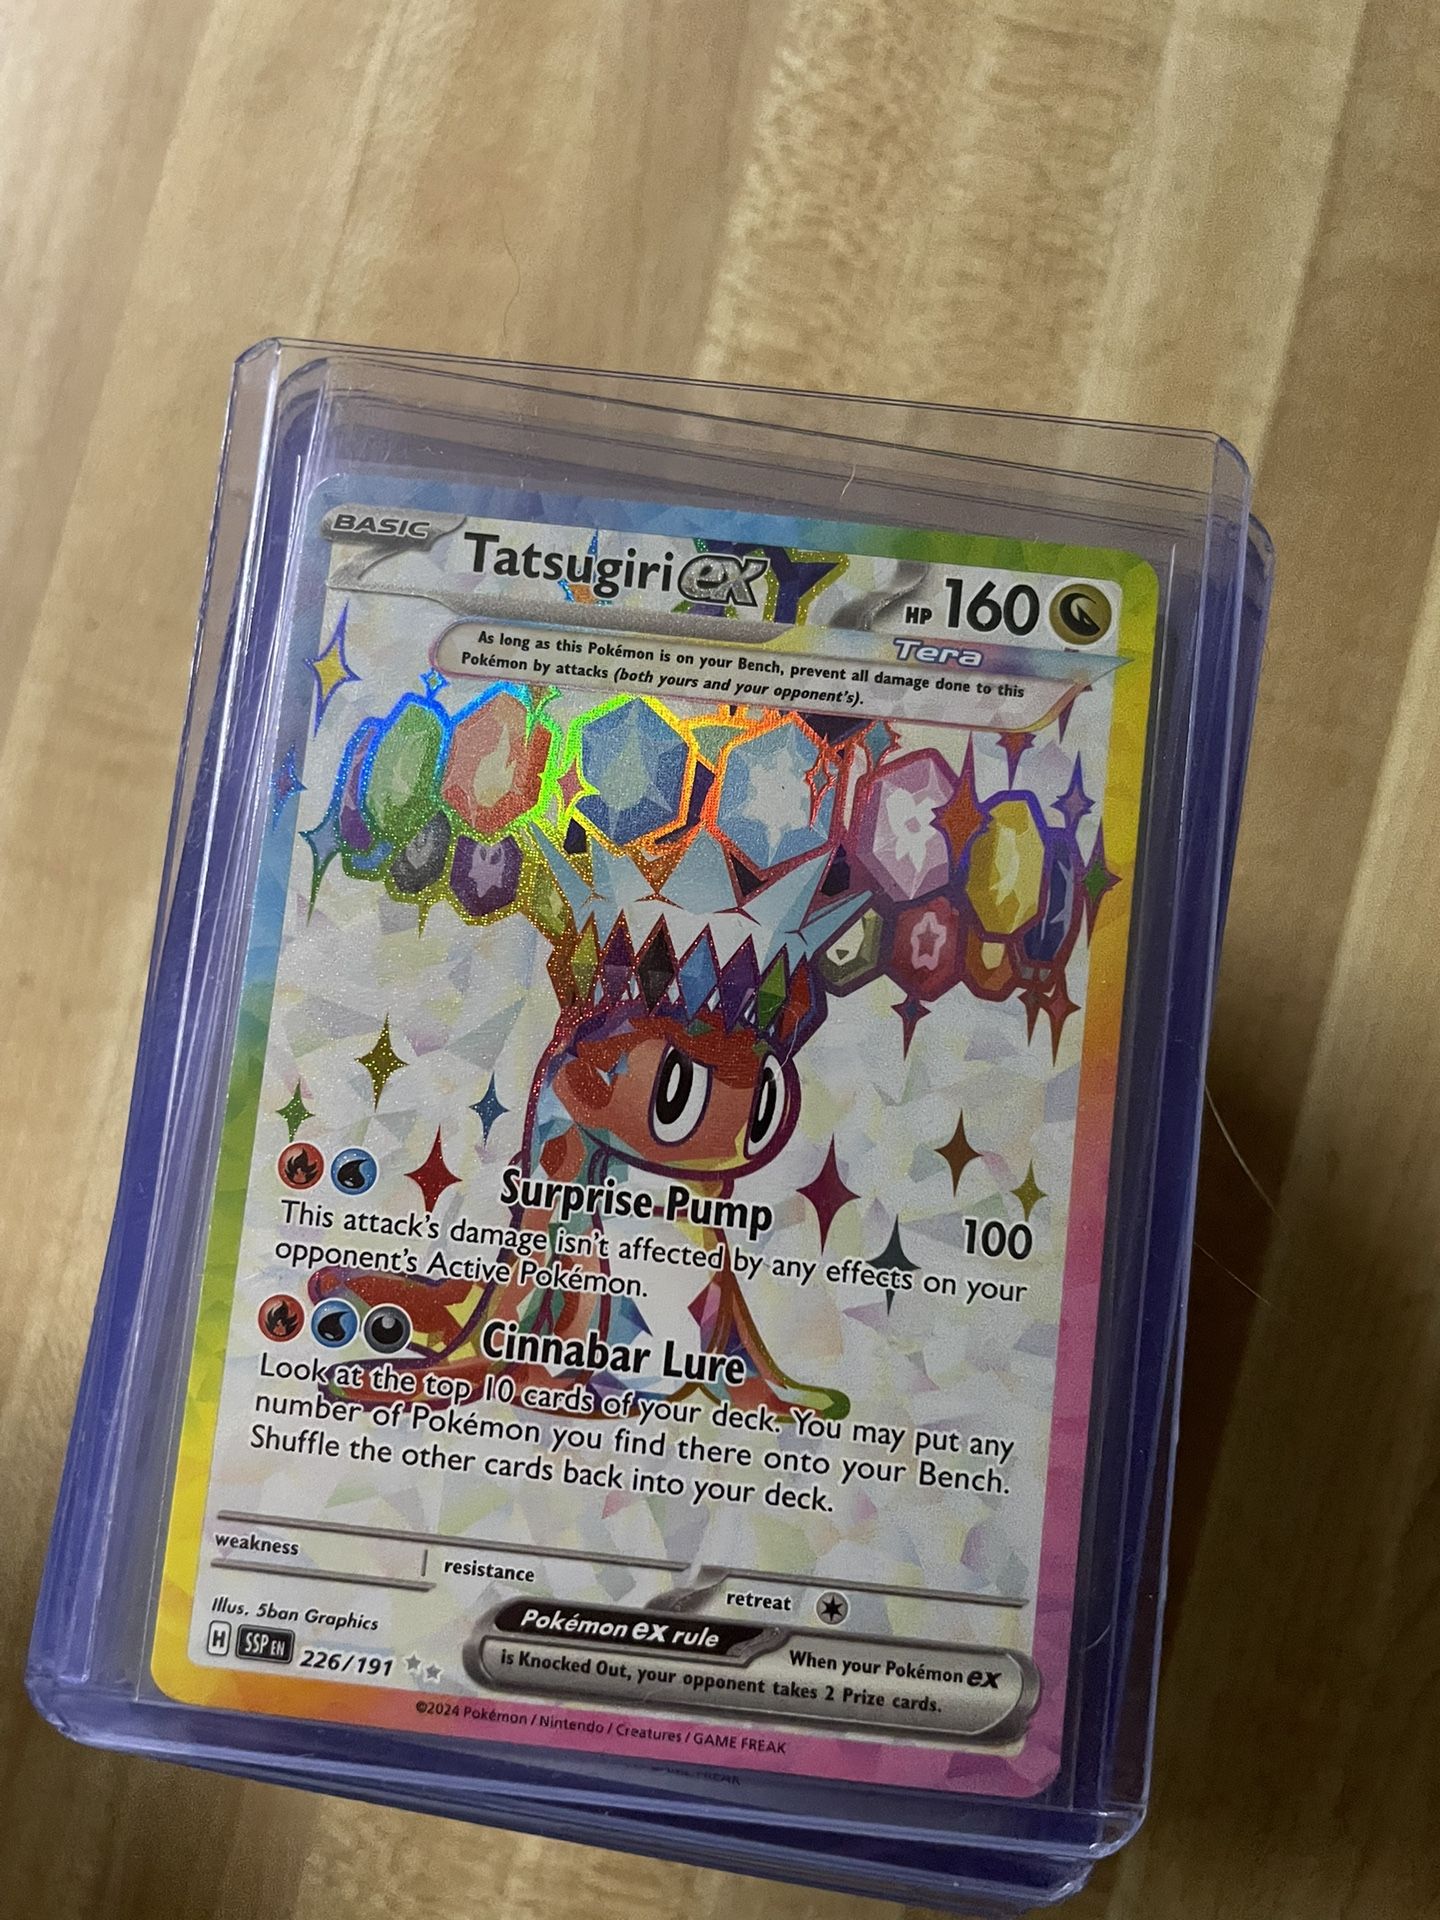 BASIC Tatsugiri ex HP 160
Tera
As long as this Pokémon is on your Bench, prevent all damage done to this
Pokémon by attacks (both yours and your opponent's).
Surprise Pump 100
This attack's damage isn't affected by any effects on your
opponent's Active Pokémon.
Cinnabar Lure
Look at the top 10 cards of your deck. You may put any
number of Pokémon you find there onto your Bench.
Shuffle the other cards back into your deck.
weakness resistance retreat
Illus. 5ban Graphics
H SSP EN 226/191
Pokémon ex rule When your Pokémon ex
is Knocked Out, your opponent takes 2 Prize cards.
©2024 Pokémon / Nintendo / Creatures / GAME FREAK